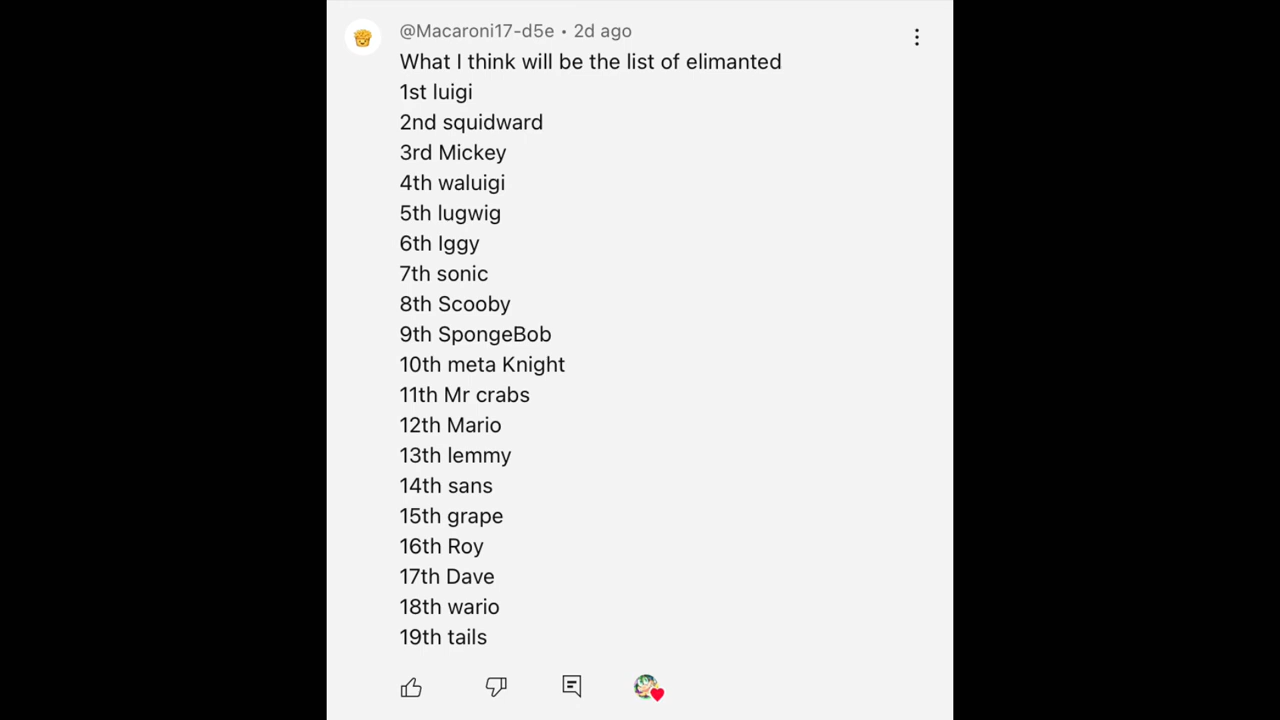 @Macaroni17-d5e • 2d ago
What I think will be the list of elimanted
1st luigi
2nd squidward
3rd Mickey
4th waluigi
5th lugwig
6th Iggy
7th sonic
8th Scooby
9th SpongeBob
10th meta Knight
11th Mr crabs
12th Mario
13th lemmy
14th sans
15th grape
16th Roy
17th Dave
18th wario
19th tails